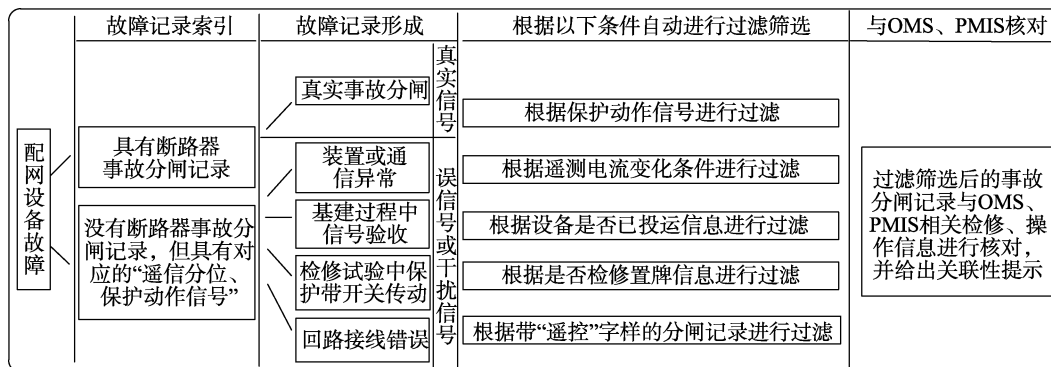 故障记录索引
故障记录形成
根据以下条件自动进行过滤筛选
与OMS、PMIS核对
配网设备故障
具有断路器
事故分闸记录
没有断路器事故分
闸记录，但具有对
应的“遥信分位、
保护动作信号”
真实事故分闸
装置或通
信异常
基建过程中
信号验收
检修试验中保
护带开关传动
回路接线错误
真实信号
误信号或干扰信号
根据保护动作信号进行过滤
根据遥测电流变化条件进行过滤
根据设备是否已投运信息进行过滤
根据是否检修置牌信息进行过滤
根据带“遥控”字样的分闸记录进行过滤
过滤筛选后的事故
分闸记录与OMS、
PMIS相关检修、操
作信息进行核对，
并给出关联性提示